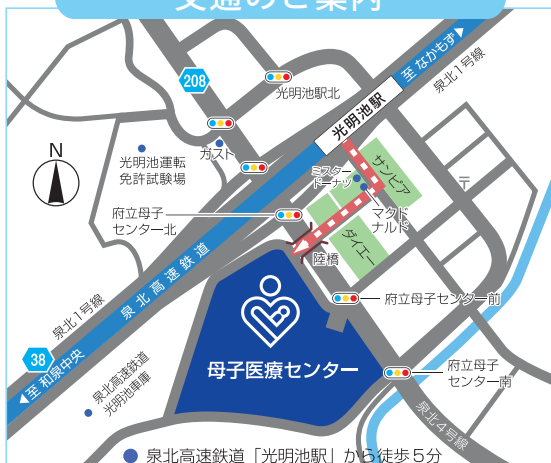 交通のご案内
208
光明池駅北
至 なかもず
泉北1号線
光明池駅
N
光明池運転
免許試験場
ガスト
ミスター
ドーナツ
サンピア
〒
マクド
ナルド
府立母子
センター北
ダイエー
陸橋
泉北高速鉄道
泉北1号線
府立母子センター前
母子医療センター
38
至 和泉中央
泉北高速鉄道
光明池車庫
府立母子
センター南
泉北4号線
泉北高速鉄道「光明池駅」から徒歩5分